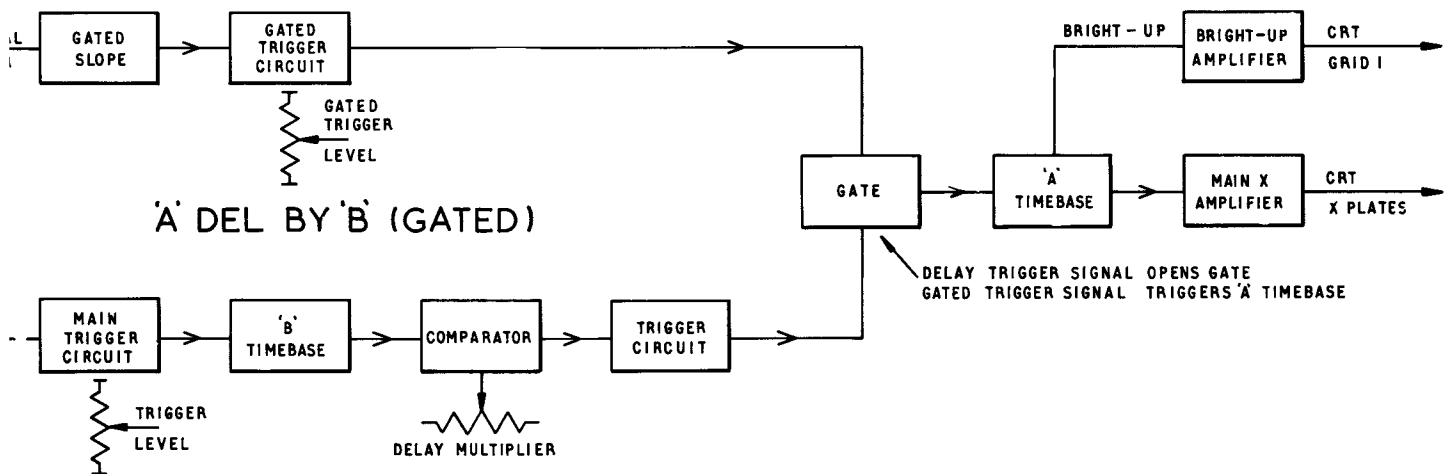 GATED
SLOPE
GATED
TRIGGER
CIRCUIT
GATED
TRIGGER
LEVEL
BRIGHT-UP
BRIGHT-UP
AMPLIFIER
CRT
GRID I
GATE
'A'
TIMEBASE
MAIN X
AMPLIFIER
CRT
X PLATES
'A' DEL BY 'B' (GATED)
DELAY TRIGGER SIGNAL OPENS GATE
GATED TRIGGER SIGNAL TRIGGERS 'A' TIMEBASE
MAIN
TRIGGER
CIRCUIT
'B'
TIMEBASE
COMPARATOR
TRIGGER
CIRCUIT
TRIGGER
LEVEL
DELAY MULTIPLIER